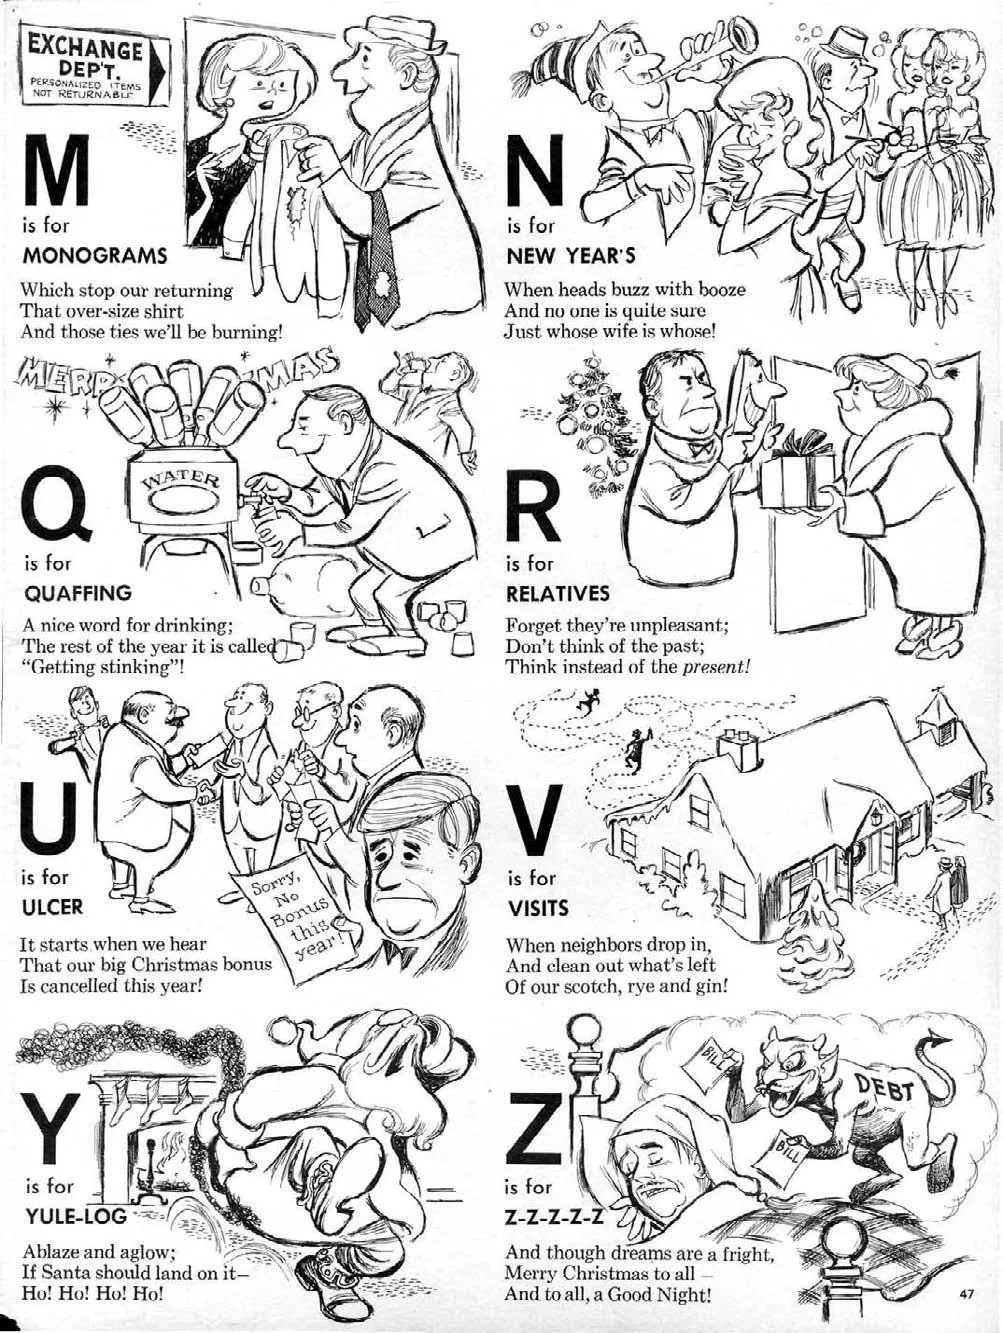 EXCHANGE
DEP'T.
PERSONALIZED ITEMS
NOT RETURNABLE
M
is for
MONOGRAMS
Which stop our returning
That over-size shirt
And those ties we'll be burning!
N
is for
NEW YEAR'S
When heads buzz with booze
And no one is quite sure
Just whose wife is whose!
MERRY XMAS
WATER
Q
is for
QUAFFING
A nice word for drinking;
The rest of the year it is called
"Getting stinking"!
R
is for
RELATIVES
Forget they're unpleasant;
Don't think of the past;
Think instead of the present!
U
is for
ULCER
Sorry,
No
Bonus
this
year!
It starts when we hear
That our big Christmas bonus
Is cancelled this year!
V
is for
VISITS
When neighbors drop in,
And clean out what's left
Of our scotch, rye and gin!
Y
is for
YULE-LOG
Ablaze and aglow;
If Santa should land on it—
Ho! Ho! Ho! Ho!
BILL
DEBT
BILL
Z
is for
Z-Z-Z-Z-Z
And though dreams are a fright,
Merry Christmas to all —
And to all, a Good Night!
47